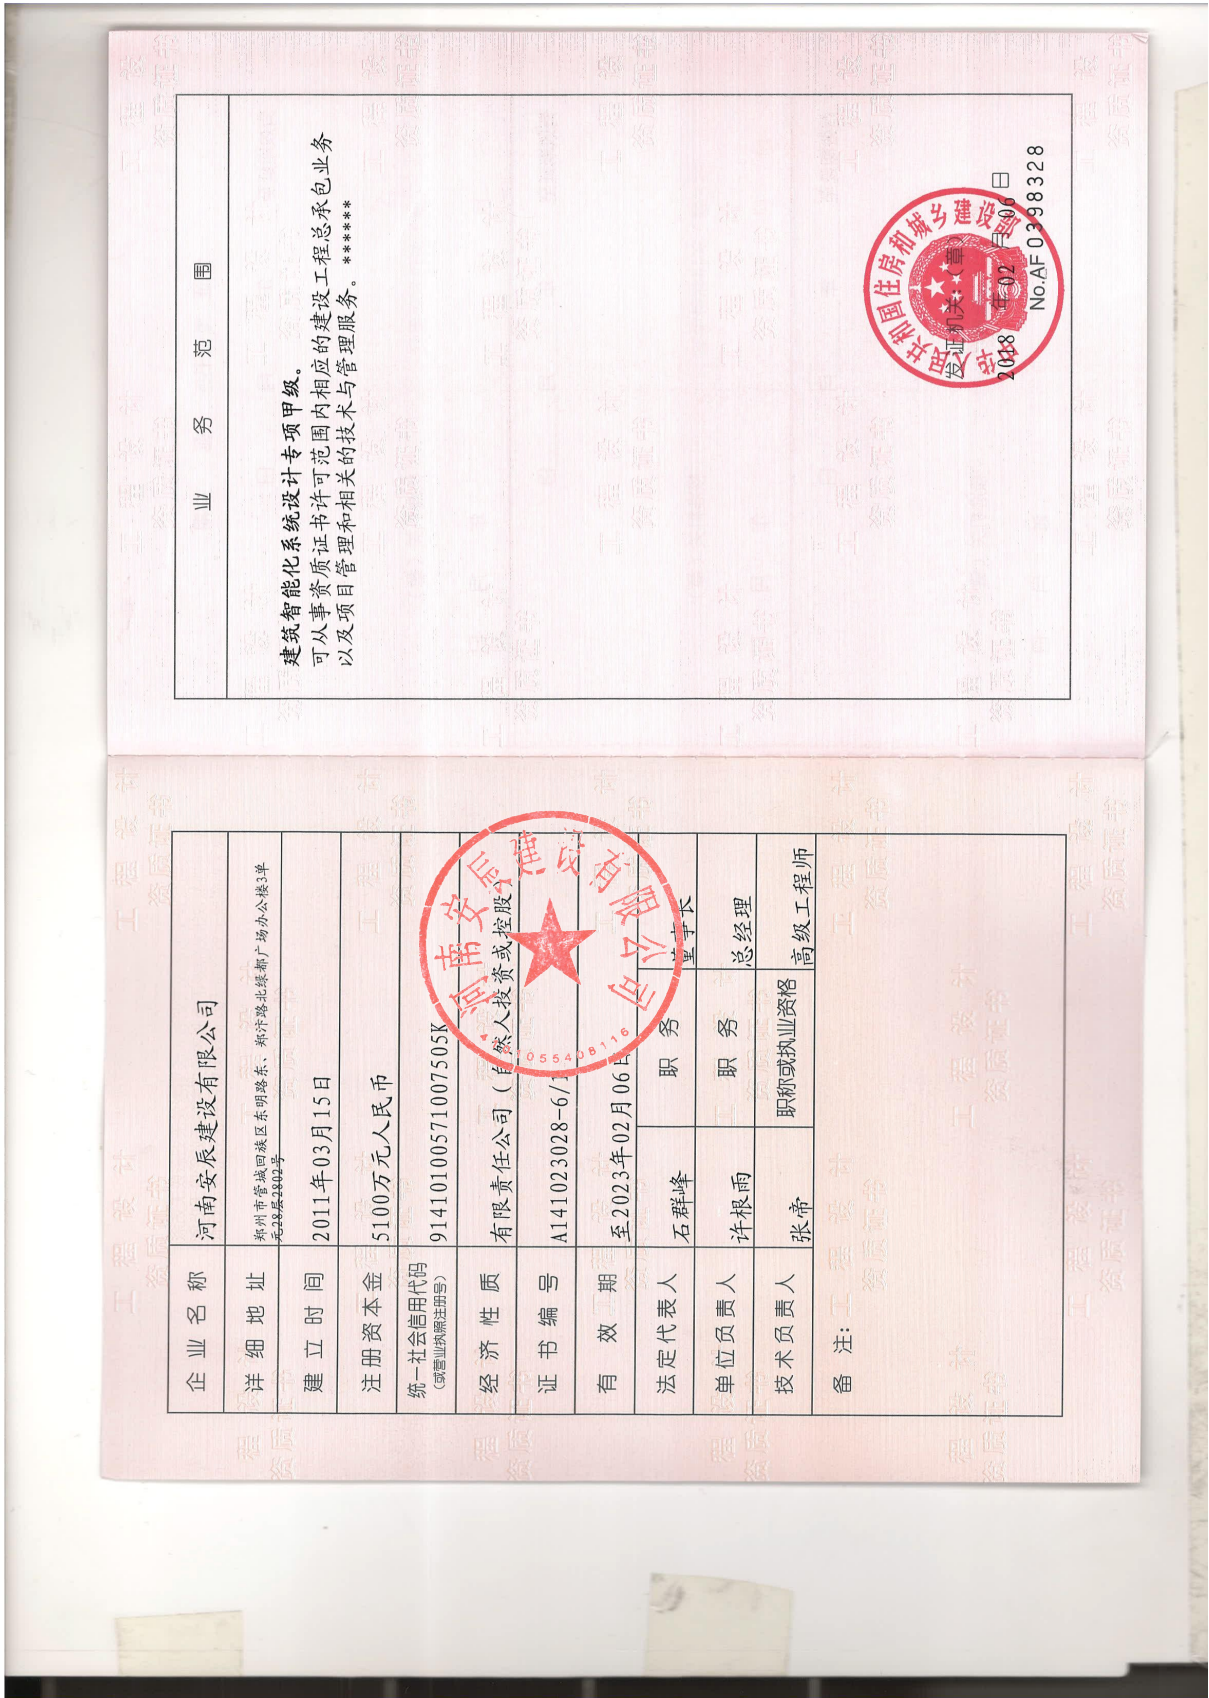 企业名称 河南安辰建设有限公司
详细地址 郑州市管城回族区东明路东、郑汴路北绿都广场办公楼3单
元28层2802号
建立时间 2011年03月15日
注册资本金 5100万元人民币
统一社会信用代码 91410100571007505K
(或营业执照注册号)
经济性质 有限责任公司（自然人投资或控股）
证书编号 A141023028-6/1
有效期 至2023年02月06日
法定代表人 石群峰 职务 董事长
单位负责人 许根雨 职务 总经理
技术负责人 张帝 职称或执业资格 高级工程师
备注:
河南安辰建设有限公司
业务范围
建筑智能化系统设计专项甲级。
可从事资质证书许可范围内相应的建设工程总承包业务
以及项目管理和相关的技术与管理服务。******
中华人民共和国住房和城乡建设部
发证机关：（章）
2018年02月06日
No.AF0398328